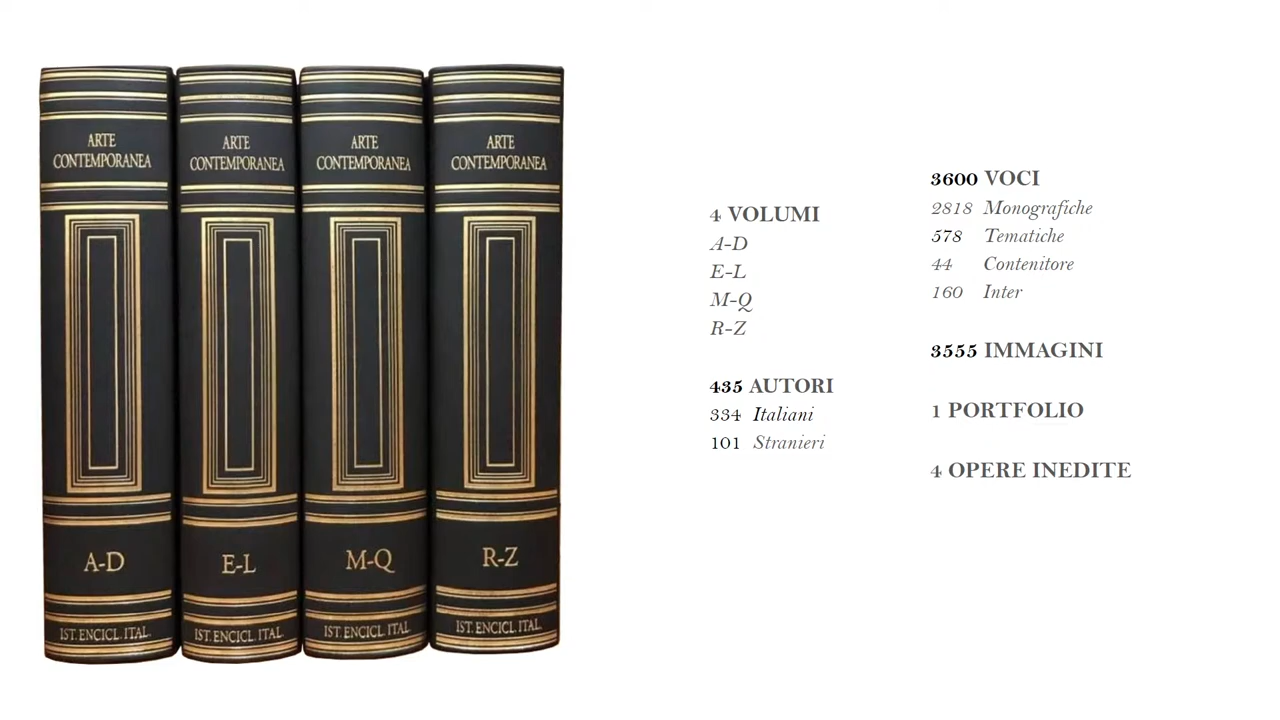 ARTE
CONTEMPORANEA
A-D
IST. ENCICL. ITAL.
ARTE
CONTEMPORANEA
E-L
IST. ENCICL. ITAL.
ARTE
CONTEMPORANEA
M-Q
IST. ENCICL. ITAL.
ARTE
CONTEMPORANEA
R-Z
IST. ENCICL. ITAL.
4 VOLUMI
A-D
E-L
M-Q
R-Z
435 AUTORI
334 Italiani
101 Stranieri
3600 VOCI
2818 Monografiche
578 Tematiche
44 Contenitore
160 Inter
3555 IMMAGINI
1 PORTFOLIO
4 OPERE INEDITE